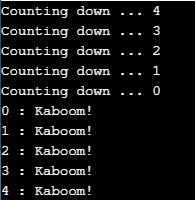 Counting down ... 4
Counting down ... 3
Counting down ... 2
Counting down ... 1
Counting down ... 0
0 : Kaboom!
1 : Kaboom!
2 : Kaboom!
3 : Kaboom!
4 : Kaboom!